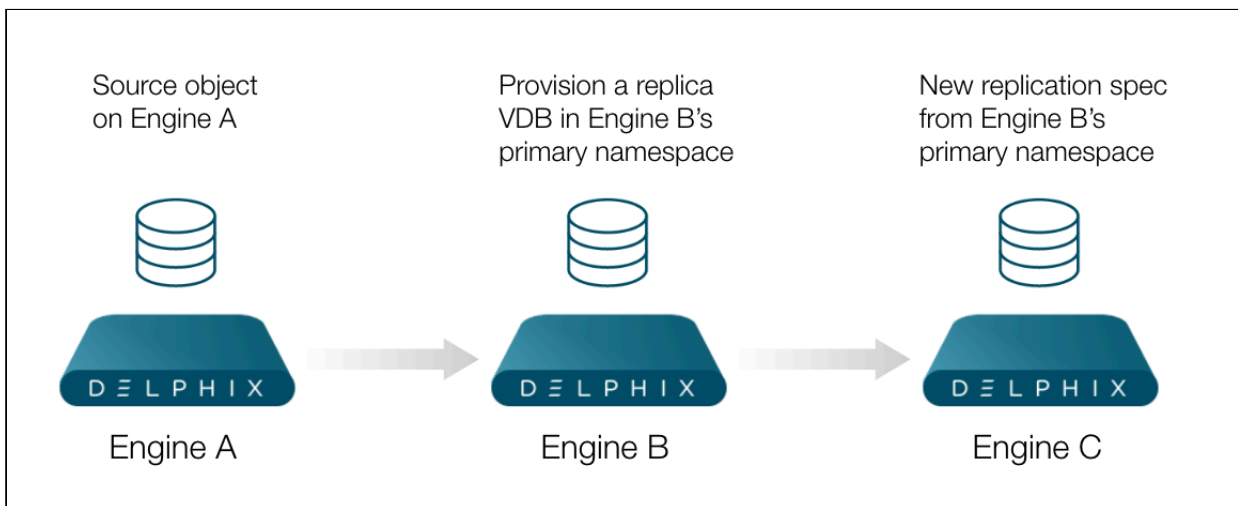 Source object
on Engine A
Provision a replica
VDB in Engine B's
primary namespace
New replication spec
from Engine B's
primary namespace
DELPHIX
DELPHIX
DELPHIX
Engine A
Engine B
Engine C